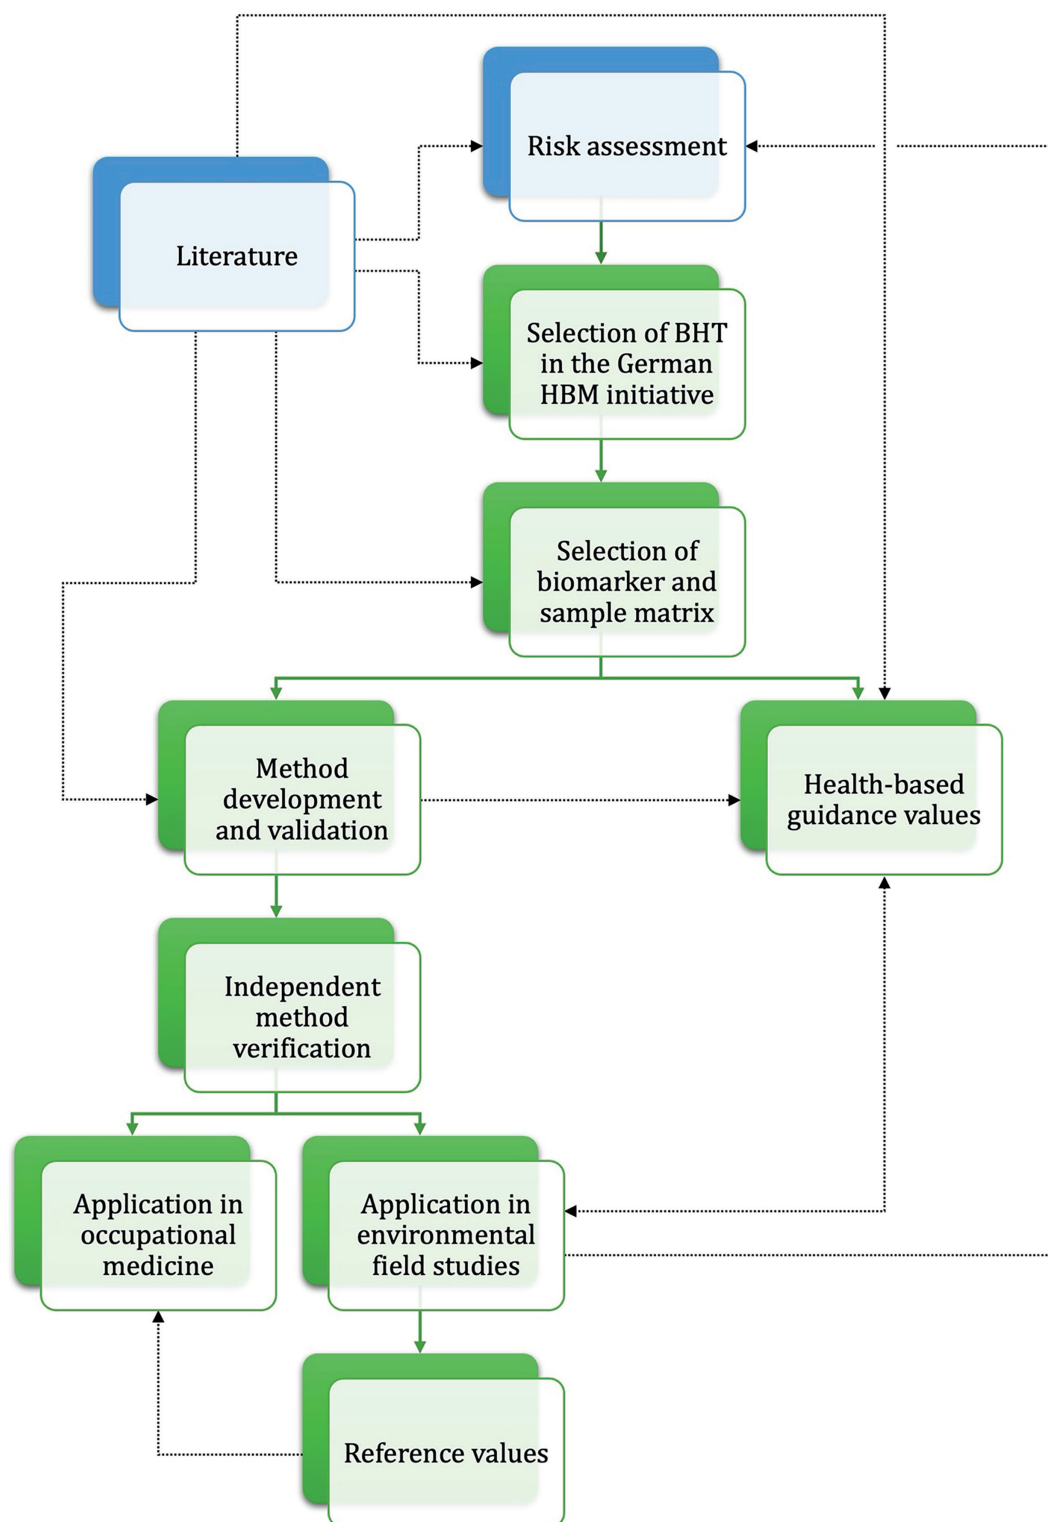 Risk assessment
Literature
Selection of BHT
in the German
HBM initiative
Selection of
biomarker and
sample matrix
Method
development
and validation
Health-based
guidance values
Independent
method
verification
Application in
occupational
medicine
Application in
environmental
field studies
Reference values